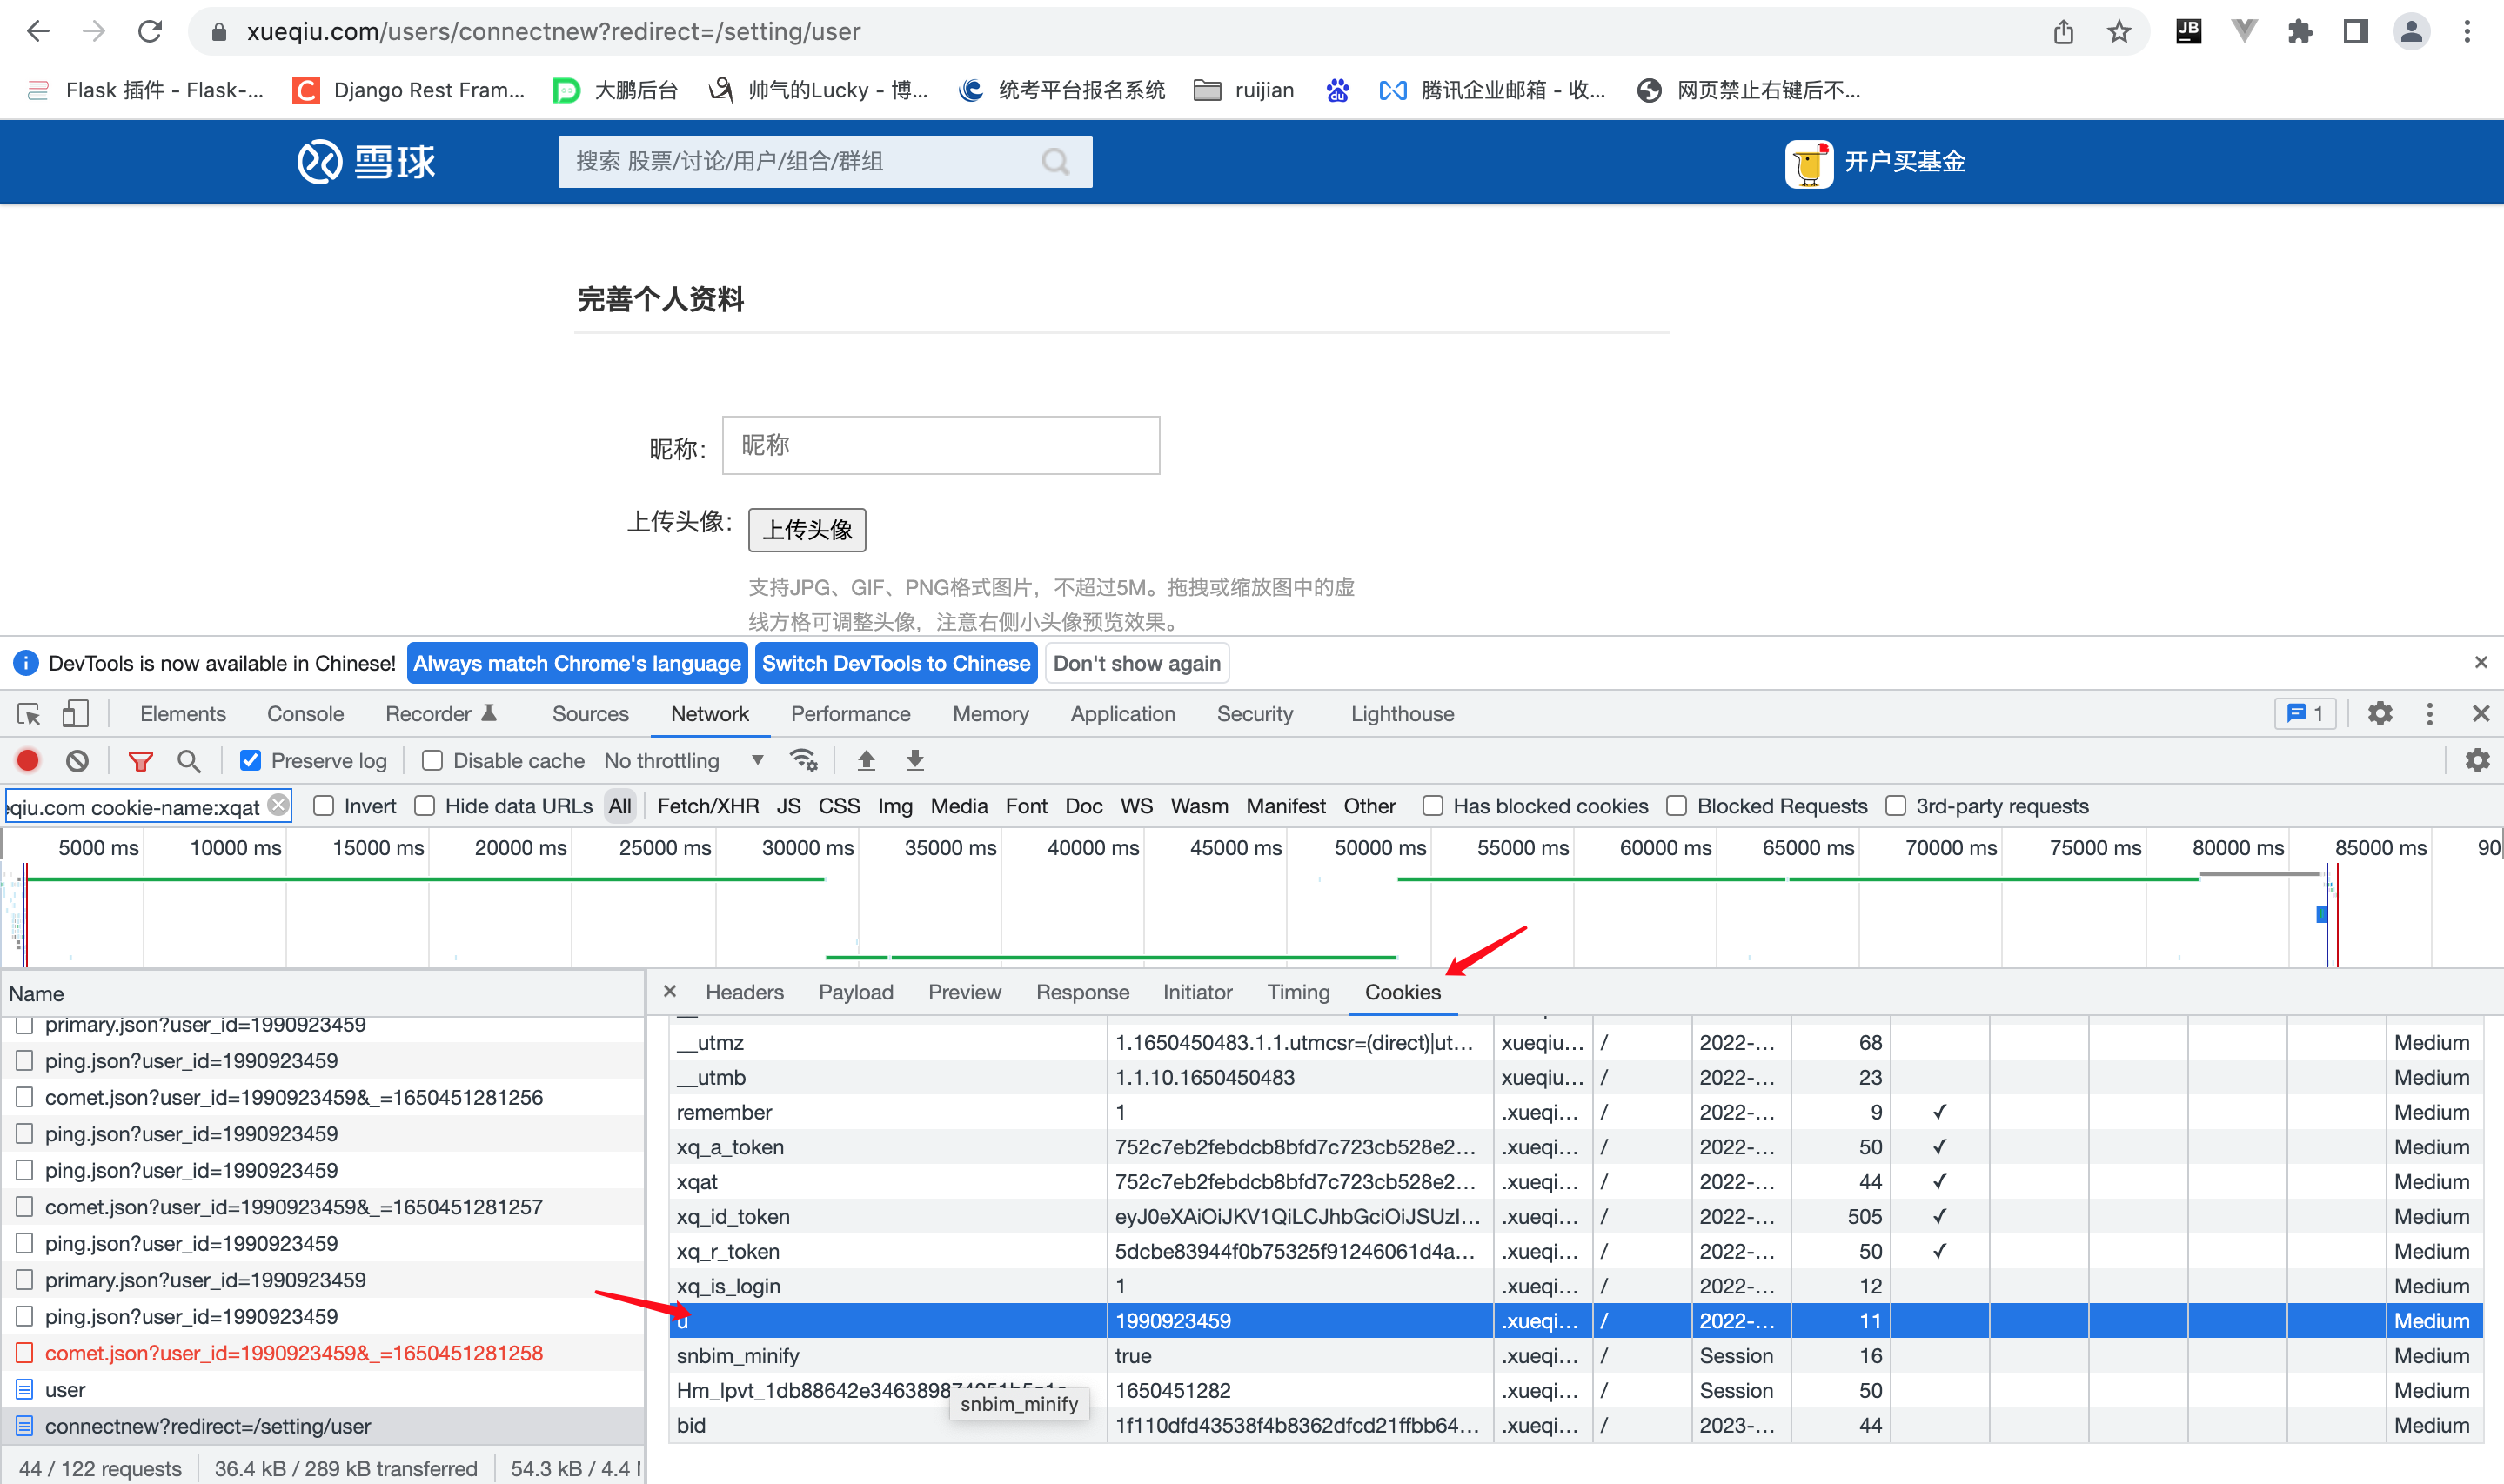 xueqiu.com/users/connectnew?redirect=/setting/user
JB
Flask 插件 - Flask-... Django Rest Fram... 大鹏后台 帅气的Lucky - 博... 统考平台报名系统 ruijian du 腾讯企业邮箱 - 收... 网页禁止右键后不...
雪球 搜索 股票/讨论/用户/组合/群组 开户买基金
完善个人资料
昵称： 昵称
上传头像： 上传头像
支持JPG、GIF、PNG格式图片，不超过5M。拖拽或缩放图中的虚
线方格可调整头像，注意右侧小头像预览效果。
DevTools is now available in Chinese! Always match Chrome's language Switch DevTools to Chinese Don't show again
Elements Console Recorder Sources Network Performance Memory Application Security Lighthouse 1
Preserve log Disable cache No throttling
qiu.com cookie-name:xqat Invert Hide data URLs All Fetch/XHR JS CSS Img Media Font Doc WS Wasm Manifest Other Has blocked cookies Blocked Requests 3rd-party requests
5000 ms 10000 ms 15000 ms 20000 ms 25000 ms 30000 ms 35000 ms 40000 ms 45000 ms 50000 ms 55000 ms 60000 ms 65000 ms 70000 ms 75000 ms 80000 ms 85000 ms 90
Name
primary.json?user_id=1990923459
ping.json?user_id=1990923459
comet.json?user_id=1990923459&_=1650451281256
ping.json?user_id=1990923459
ping.json?user_id=1990923459
comet.json?user_id=1990923459&_=1650451281257
ping.json?user_id=1990923459
primary.json?user_id=1990923459
ping.json?user_id=1990923459
comet.json?user_id=1990923459&_=1650451281258
user
connectnew?redirect=/setting/user
44 / 122 requests 36.4 kB / 289 kB transferred 54.3 kB / 4.4
Headers Payload Preview Response Initiator Timing Cookies
__utmz 1.1650450483.1.1.utmcsr=(direct)|ut... xueqiu... / 2022-... 68 Medium
__utmb 1.1.10.1650450483 xueqiu... / 2022-... 23 Medium
remember 1 .xueqi... / 2022-... 9 ✓ Medium
xq_a_token 752c7eb2febdcb8bfd7c723cb528e2... .xueqi... / 2022-... 50 ✓ Medium
xqat 752c7eb2febdcb8bfd7c723cb528e2... .xueqi... / 2022-... 44 ✓ Medium
xq_id_token eyJ0eXAiOiJKV1QiLCJhbGciOiJSUzI... .xueqi... / 2022-... 505 ✓ Medium
xq_r_token 5dcbe83944f0b75325f91246061d4a... .xueqi... / 2022-... 50 ✓ Medium
xq_is_login 1 .xueqi... / 2022-... 12 Medium
u 1990923459 .xueqi... / 2022-... 11 Medium
snbim_minify true .xueqi... / Session 16 Medium
1650451282 .xueqi... / Session 50 Medium
snbim_minify
bid 1f110dfd43538f4b8362dfcd21ffbb64... .xueqi... / 2023-... 44 Medium